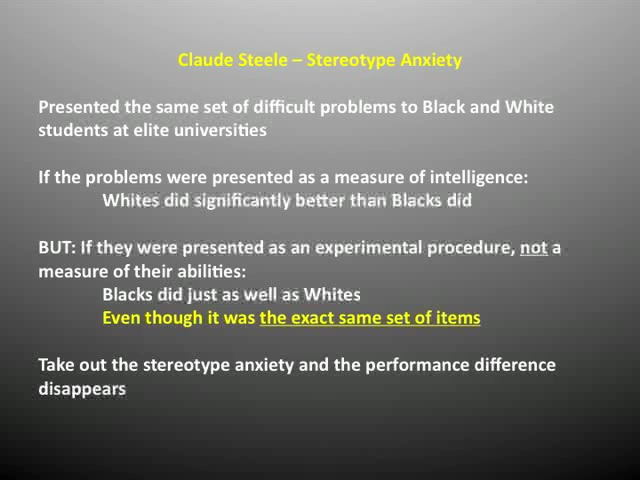 Claude Steele – Stereotype Anxiety
Presented the same set of difficult problems to Black and White
students at elite universities
If the problems were presented as a measure of intelligence:
Whites did significantly better than Blacks did
BUT: If they were presented as an experimental procedure, not a
measure of their abilities:
Blacks did just as well as Whites
Even though it was the exact same set of items
Take out the stereotype anxiety and the performance difference
disappears